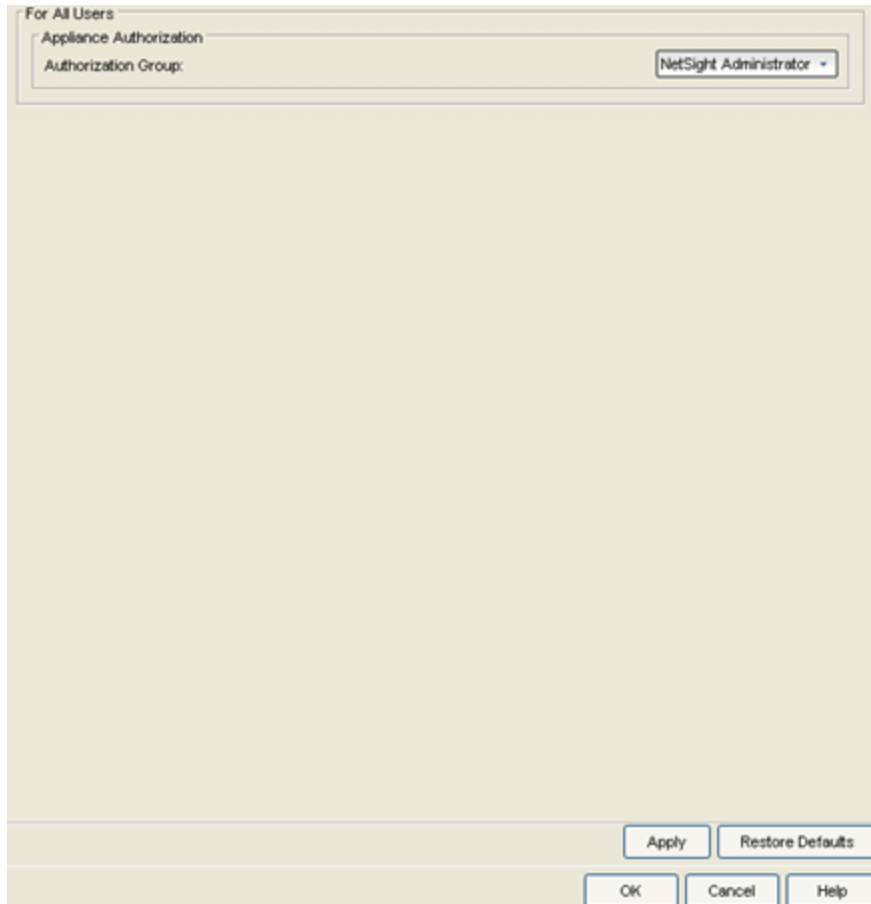 For All Users
Appliance Authorization
Authorization Group: NetSight Administrator
Apply Restore Defaults
OK Cancel Help